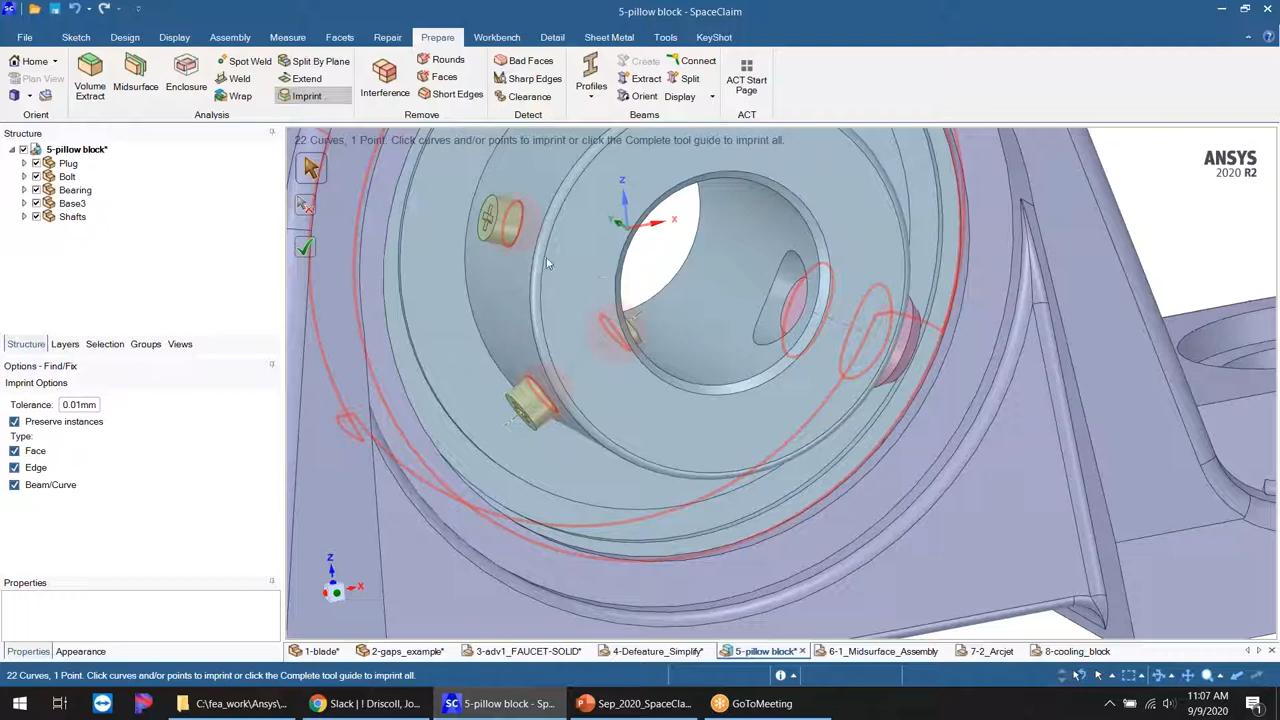 5-pillow block* - SpaceClaim
File Sketch Design Display Assembly Measure Facets Repair Prepare Workbench Detail Sheet Metal Tools KeyShot
Home Spot Weld Split By Plane Rounds Bad Faces Create Connect
Plan View Weld Extend Faces Sharp Edges Extract Split
Wrap Imprint Short Edges Clearance Orient Display
Volume Extract Midsurface Enclosure Interference Profiles ACT Start Page
Orient Analysis Remove Detect Beams ACT
Structure
5-pillow block*
Plug
Bolt
Bearing
Base3
Shafts
Structure Layers Selection Groups Views
Options - Find/Fix
Imprint Options
Tolerance: 0.01mm
Preserve instances
Type:
Face
Edge
Beam/Curve
Properties
Properties Appearance
22 Curves, 1 Point. Click curves and/or points to imprint or click the Complete tool guide to imprint all.
ANSYS
2020 R2
Z
X
Y
Z
X
1-blade* 2-gaps_example* 3-adv1_FAUCET-SOLID* 4-Defeature_Simplify* 5-pillow block* 6-1_Midsurface_Assembly 7-2_Arcjet 8-cooling_block
22 Curves, 1 Point. Click curves and/or points to imprint or click the Complete tool guide to imprint all.
C:\fea_work\Ansys\... Slack | ! Driscoll, Jo... 5-pillow block* - Sp... Sep_2020_SpaceCla... GoToMeeting
11:07 AM
9/9/2020